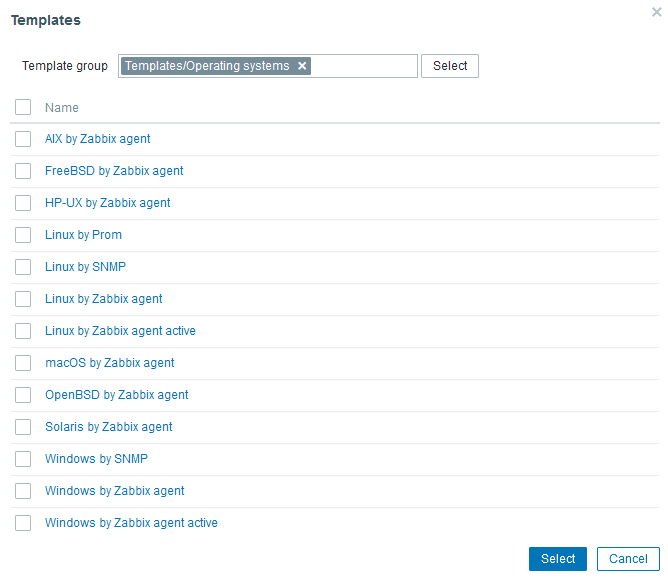 Templates
Template group Templates/Operating systems Select
Name
AIX by Zabbix agent
FreeBSD by Zabbix agent
HP-UX by Zabbix agent
Linux by Prom
Linux by SNMP
Linux by Zabbix agent
Linux by Zabbix agent active
macOS by Zabbix agent
OpenBSD by Zabbix agent
Solaris by Zabbix agent
Windows by SNMP
Windows by Zabbix agent
Windows by Zabbix agent active
Select Cancel